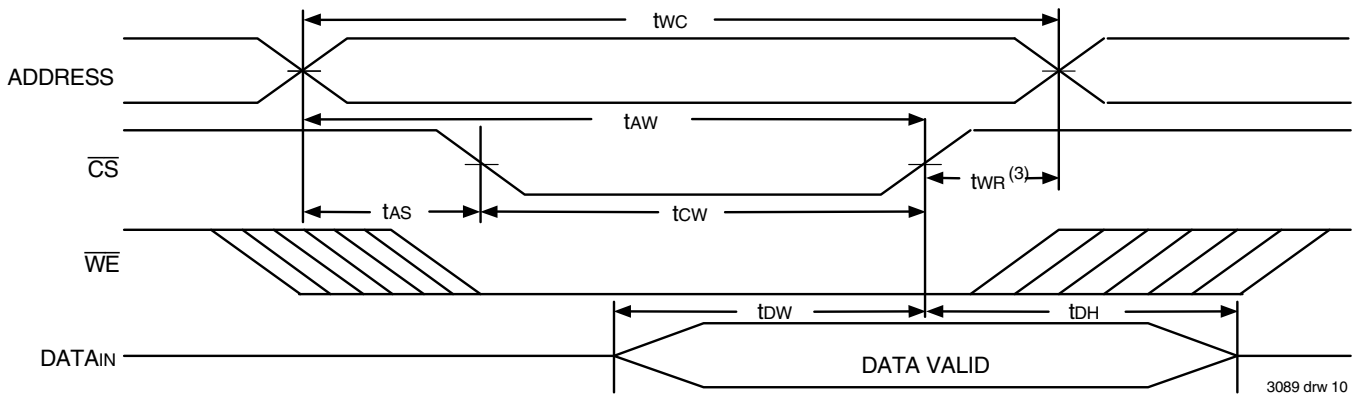 tWC
ADDRESS
tAW
CS
tWR (3)
tAS
tCW
WE
tDW
tDH
DATAIN
DATA VALID
3089 drw 10